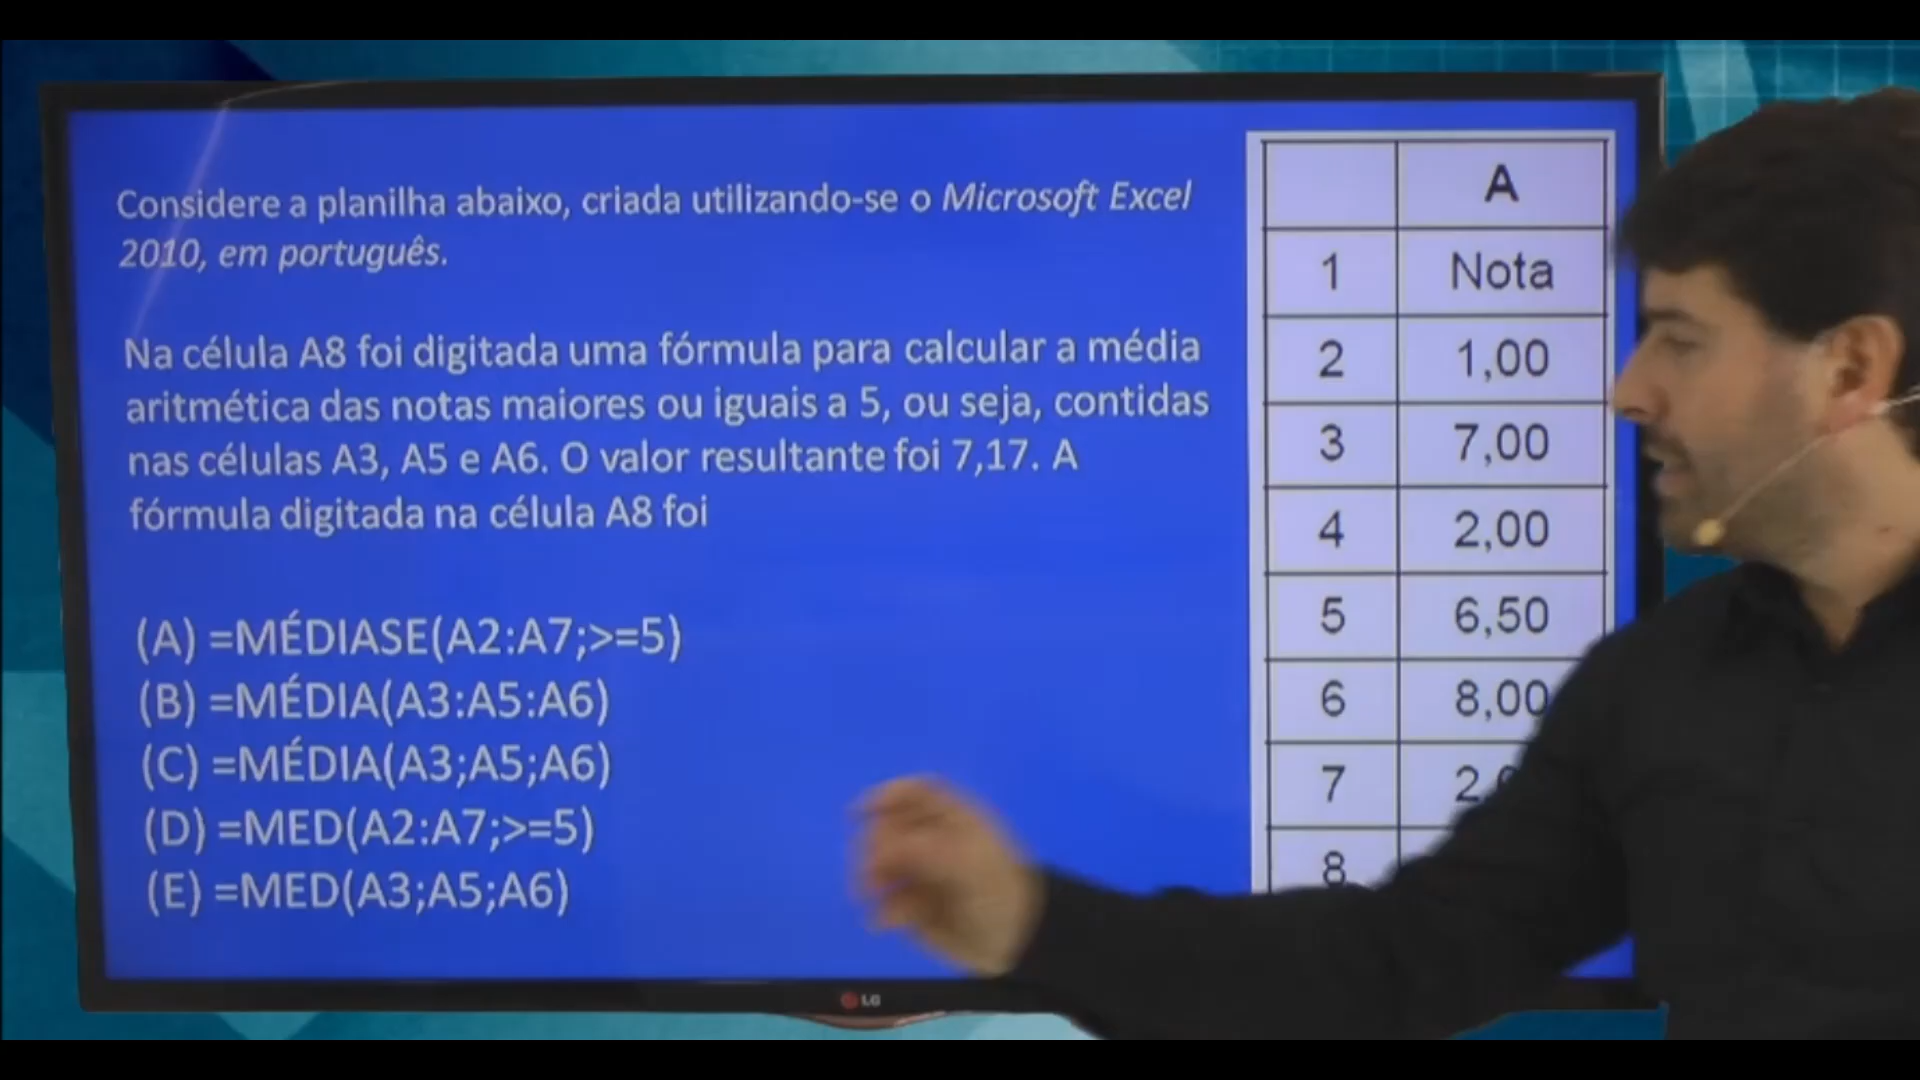 Considere a planilha abaixo, criada utilizando-se o Microsoft Excel
2010, em português.
Na célula A8 foi digitada uma fórmula para calcular a média
aritmética das notas maiores ou iguais a 5, ou seja, contidas
nas células A3, A5 e A6. O valor resultante foi 7,17. A
fórmula digitada na célula A8 foi
(A) =MÉDIASE(A2:A7;>=5)
(B) =MÉDIA(A3:A5:A6)
(C) =MÉDIA(A3;A5;A6)
(D) =MED(A2:A7;>=5)
(E) =MED(A3;A5;A6)
A
1 Nota
2 1,00
3 7,00
4 2,00
5 6,50
6 8,00
7
8
LG